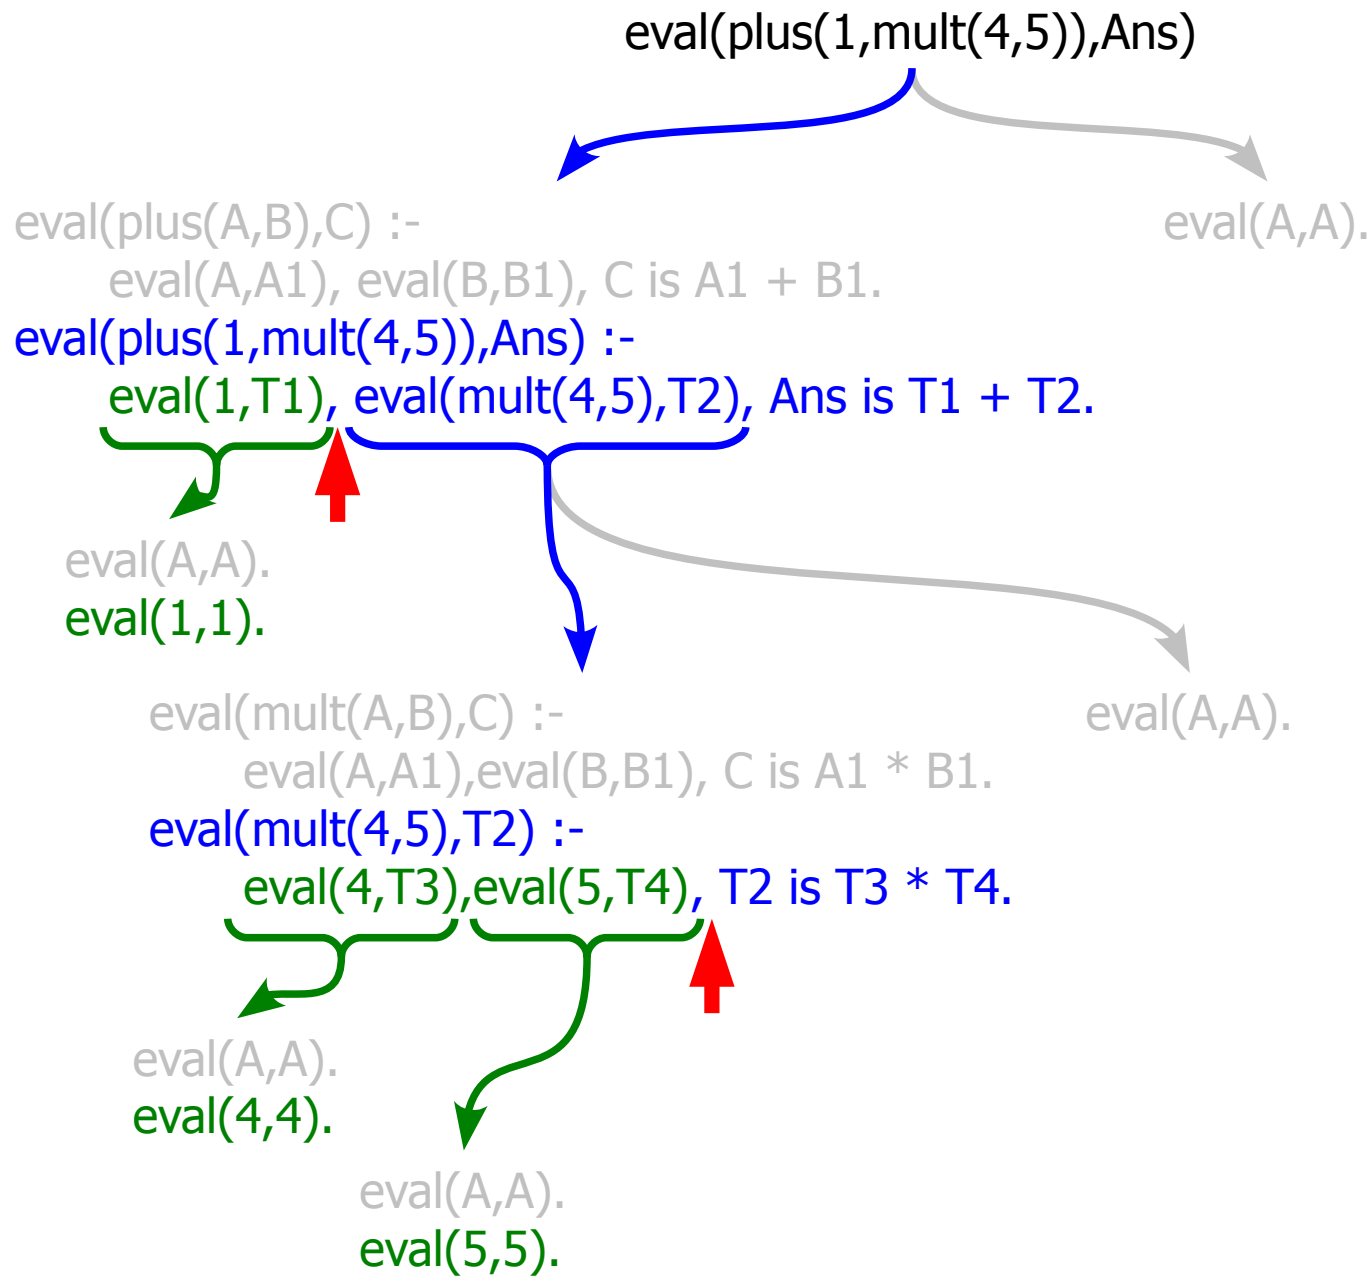 eval(plus(1,mult(4,5)),Ans)
eval(plus(A,B),C) :-
eval(A,A).
eval(A,A1), eval(B,B1), C is A1 + B1.
eval(plus(1,mult(4,5)),Ans) :-
eval(1,T1), eval(mult(4,5),T2), Ans is T1 + T2.
eval(A,A).
eval(1,1).
eval(mult(A,B),C) :-
eval(A,A).
eval(A,A1),eval(B,B1), C is A1 * B1.
eval(mult(4,5),T2) :-
eval(4,T3),eval(5,T4), T2 is T3 * T4.
eval(A,A).
eval(4,4).
eval(A,A).
eval(5,5).